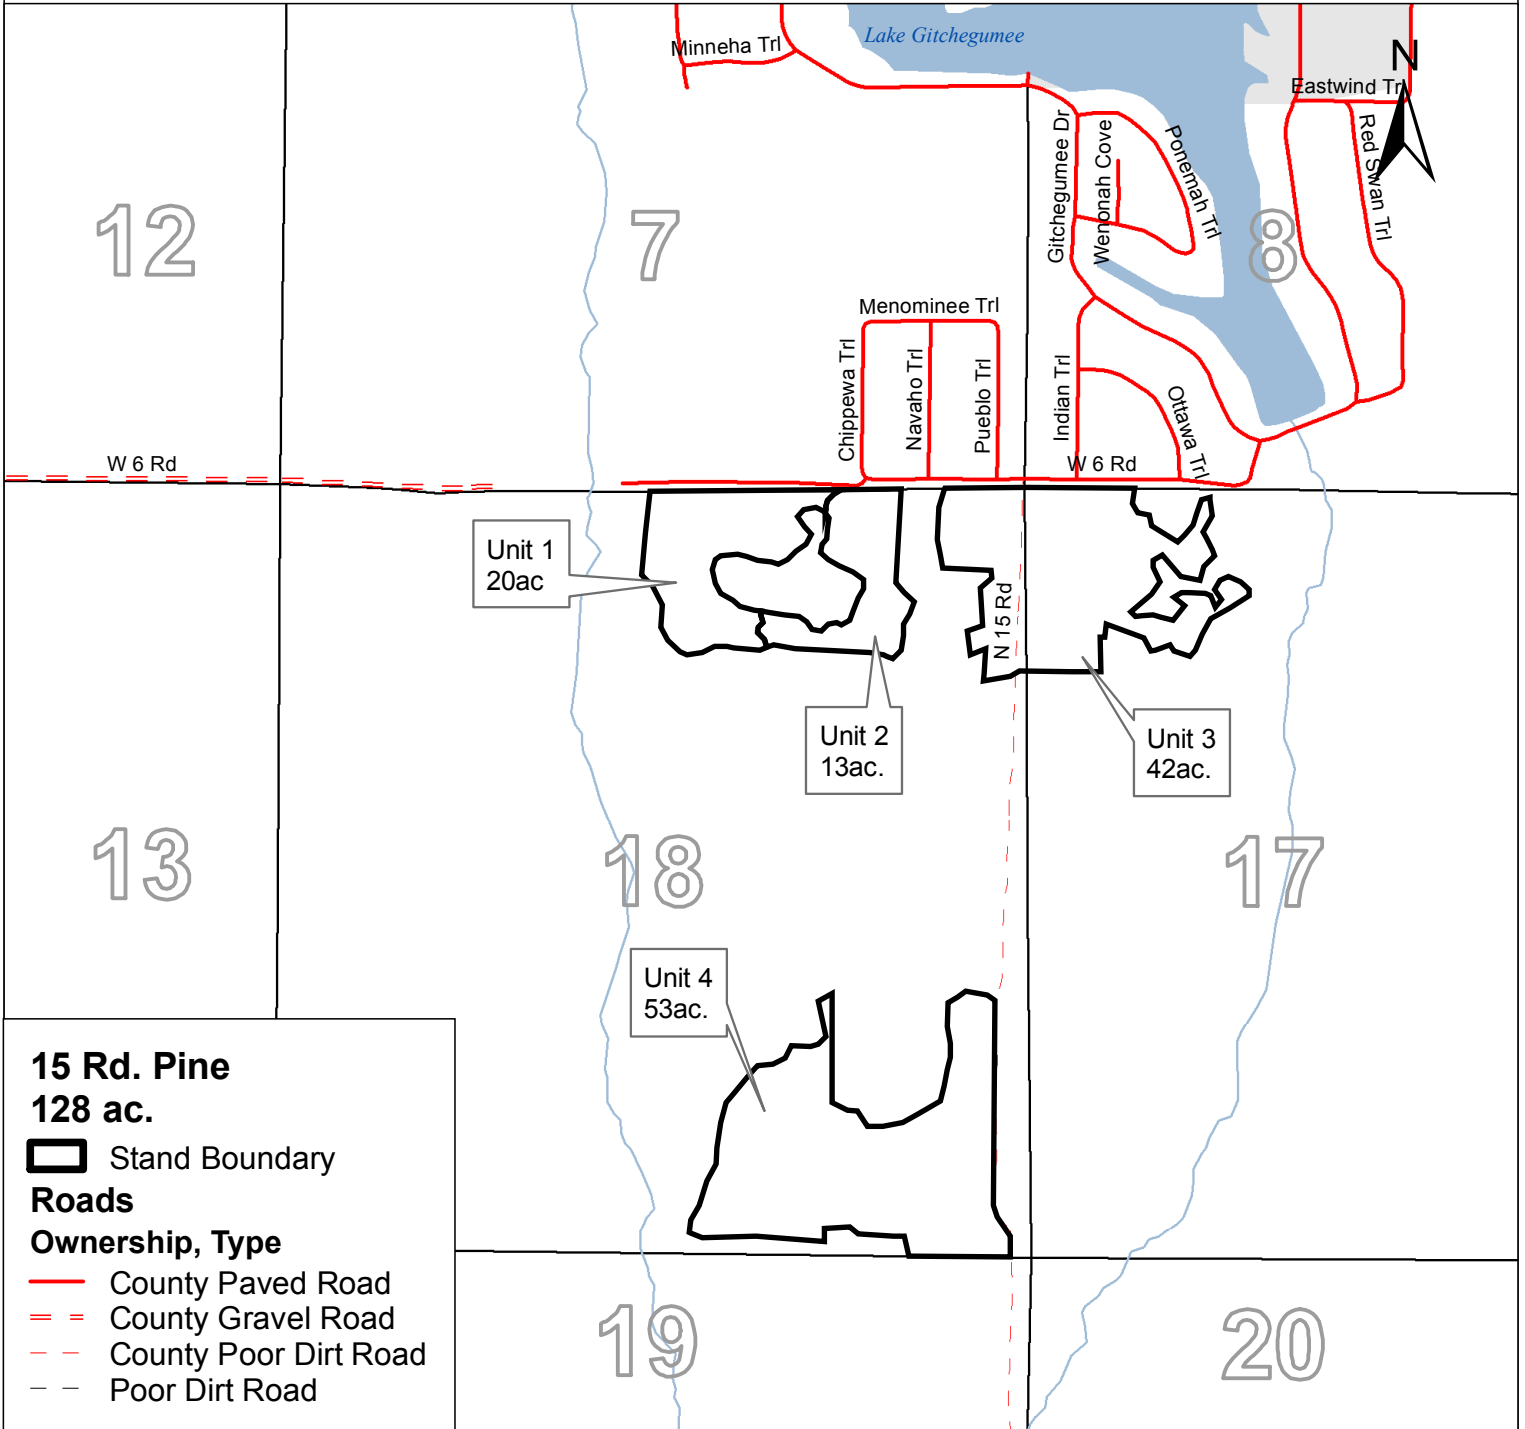 Lake Gitchegumee
Minneha Trl
N
Eastwind Trl
Gitchegumee Dr
Wenonah Cove
Ponemah Trl
Red Swan Trl
12
7
8
Menominee Trl
Chippewa Trl
Navaho Trl
Pueblo Trl
Indian Trl
Ottawa Trl
W 6 Rd
W 6 Rd
Unit 1
20ac
N 15 Rd
Unit 2
13ac.
Unit 3
42ac.
13
18
17
Unit 4
53ac.
15 Rd. Pine
128 ac.
Stand Boundary
Roads
Ownership, Type
County Paved Road
County Gravel Road
County Poor Dirt Road
Poor Dirt Road
19
20